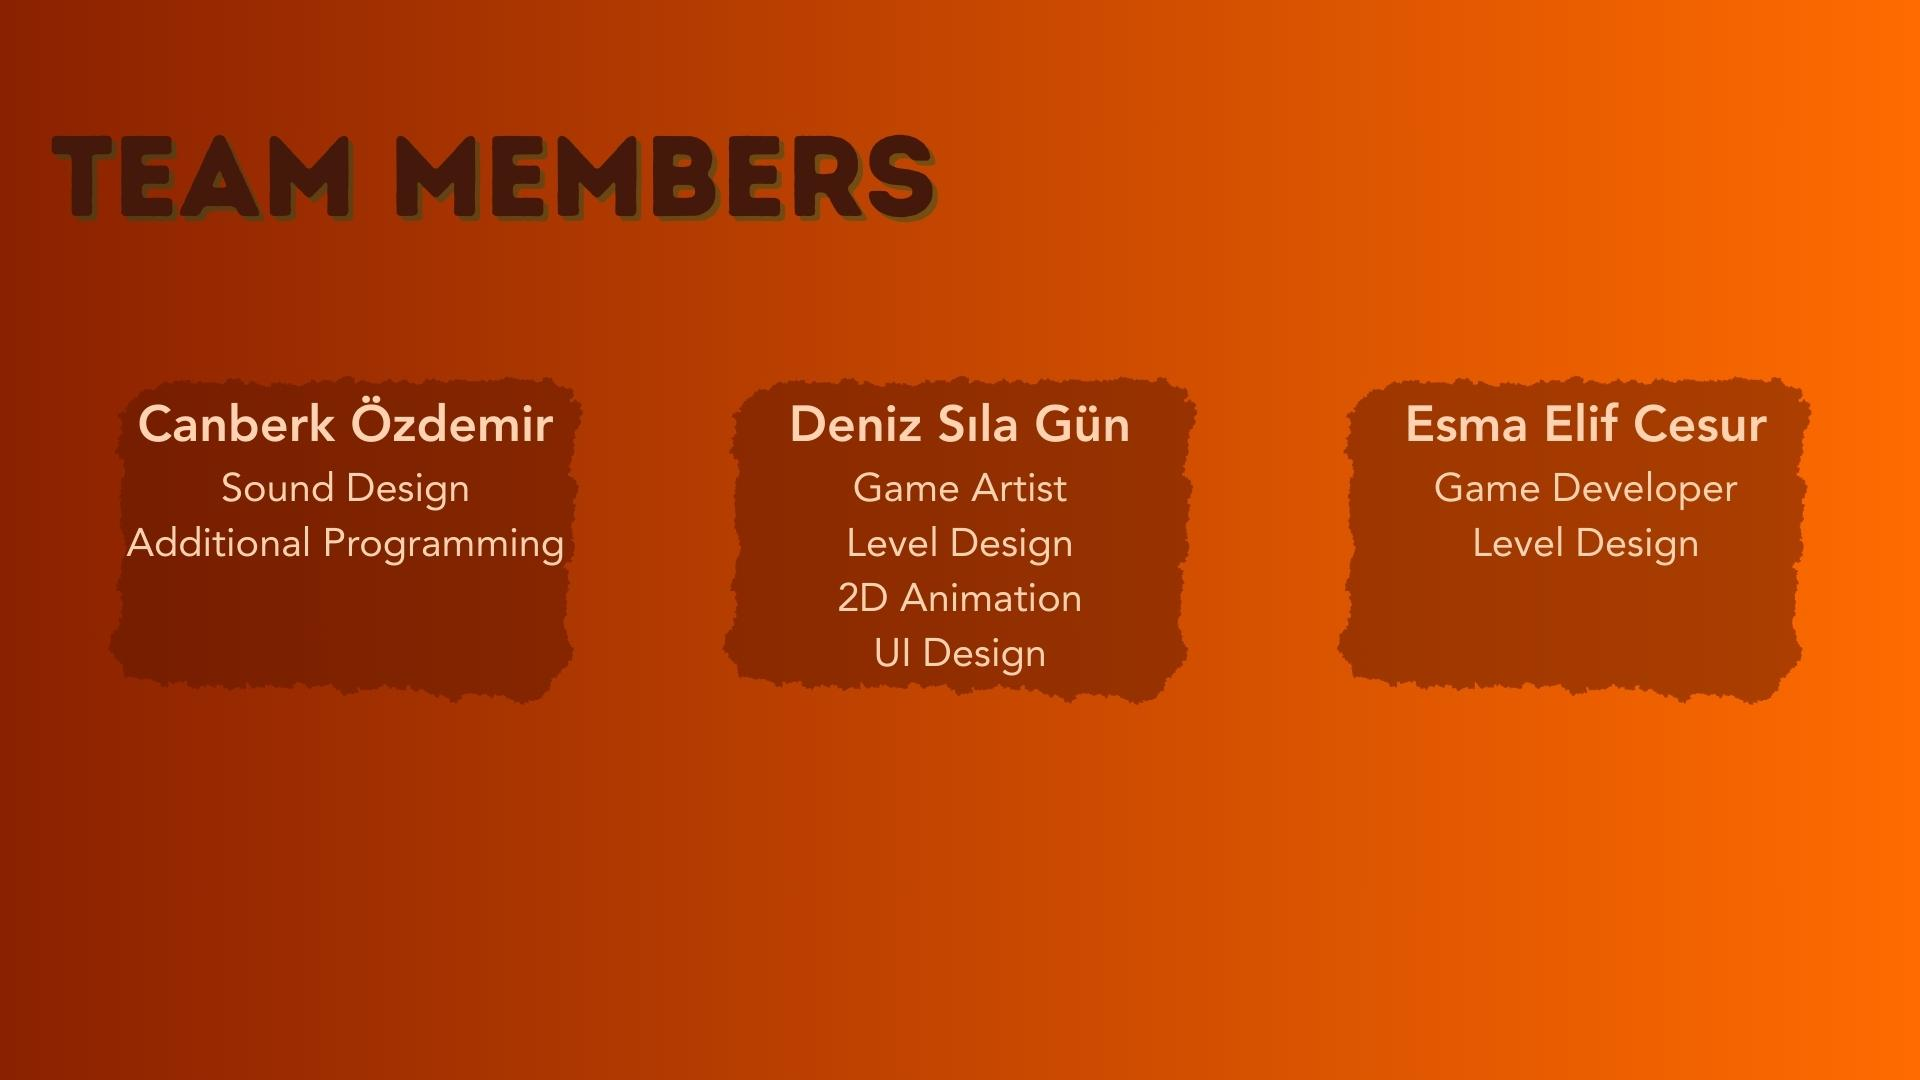 TEAM MEMBERS
Canberk Özdemir
Sound Design
Additional Programming
Deniz Sıla Gün
Game Artist
Level Design
2D Animation
UI Design
Esma Elif Cesur
Game Developer
Level Design